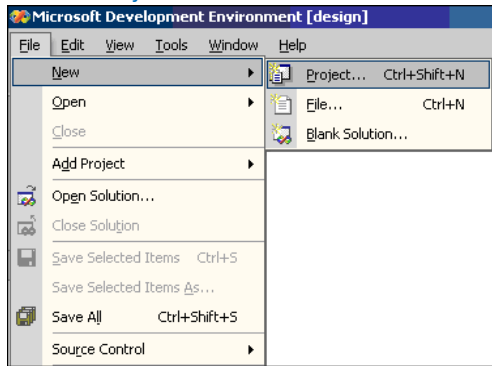 Microsoft Development Environment [design]
File Edit View Tools Window Help
New
Project... Ctrl+Shift+N
Open
File... Ctrl+N
Close
Blank Solution...
Add Project
Open Solution...
Close Solution
Save Selected Items Ctrl+S
Save Selected Items As...
Save All Ctrl+Shift+S
Source Control